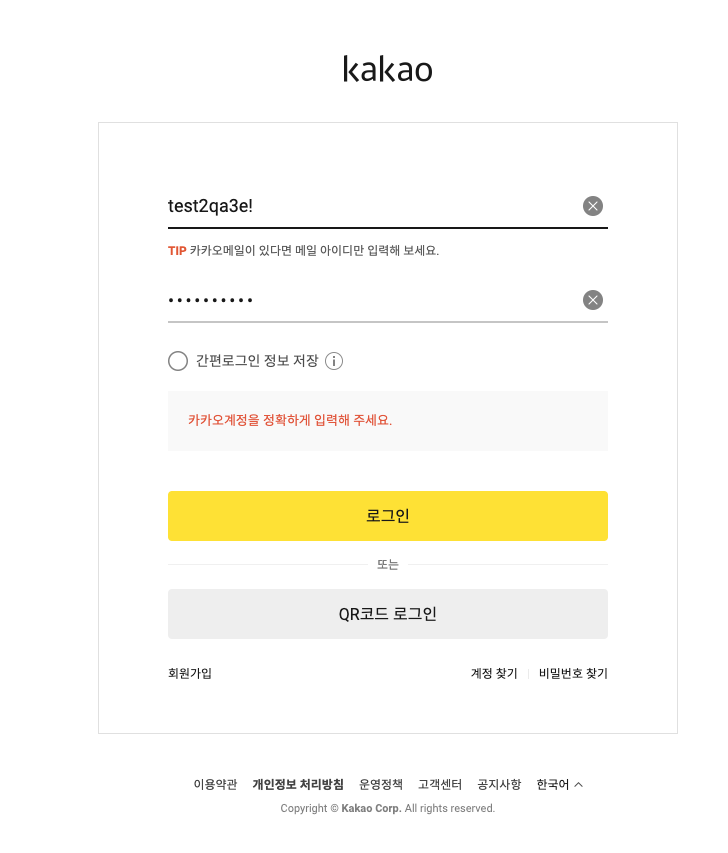 kakao
test2qa3e!
TIP 카카오메일이 있다면 메일 아이디만 입력해 보세요.
••••••••••
간편로그인 정보 저장
카카오계정을 정확하게 입력해 주세요.
로그인
또는
QR코드 로그인
회원가입 계정 찾기 비밀번호 찾기
이용약관 개인정보 처리방침 운영정책 고객센터 공지사항 한국어
Copyright © Kakao Corp. All rights reserved.